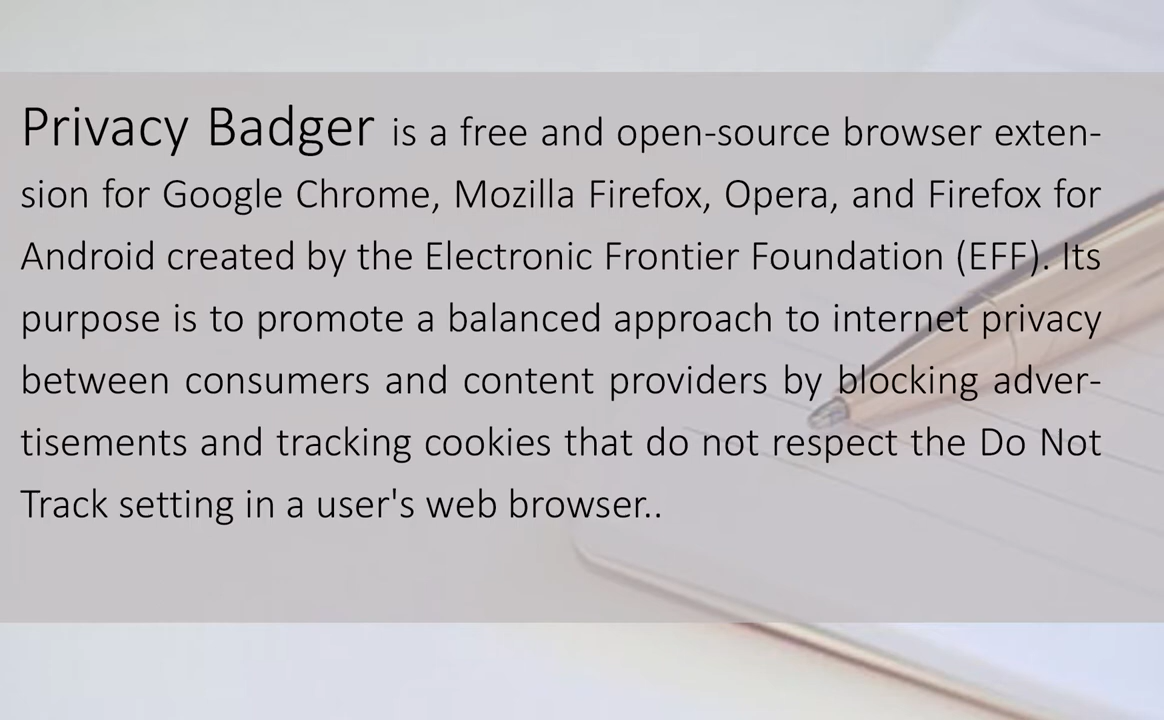 Privacy Badger is a free and open-source browser exten-
sion for Google Chrome, Mozilla Firefox, Opera, and Firefox for
Android created by the Electronic Frontier Foundation (EFF). Its
purpose is to promote a balanced approach to internet privacy
between consumers and content providers by blocking adver-
tisements and tracking cookies that do not respect the Do Not
Track setting in a user's web browser..